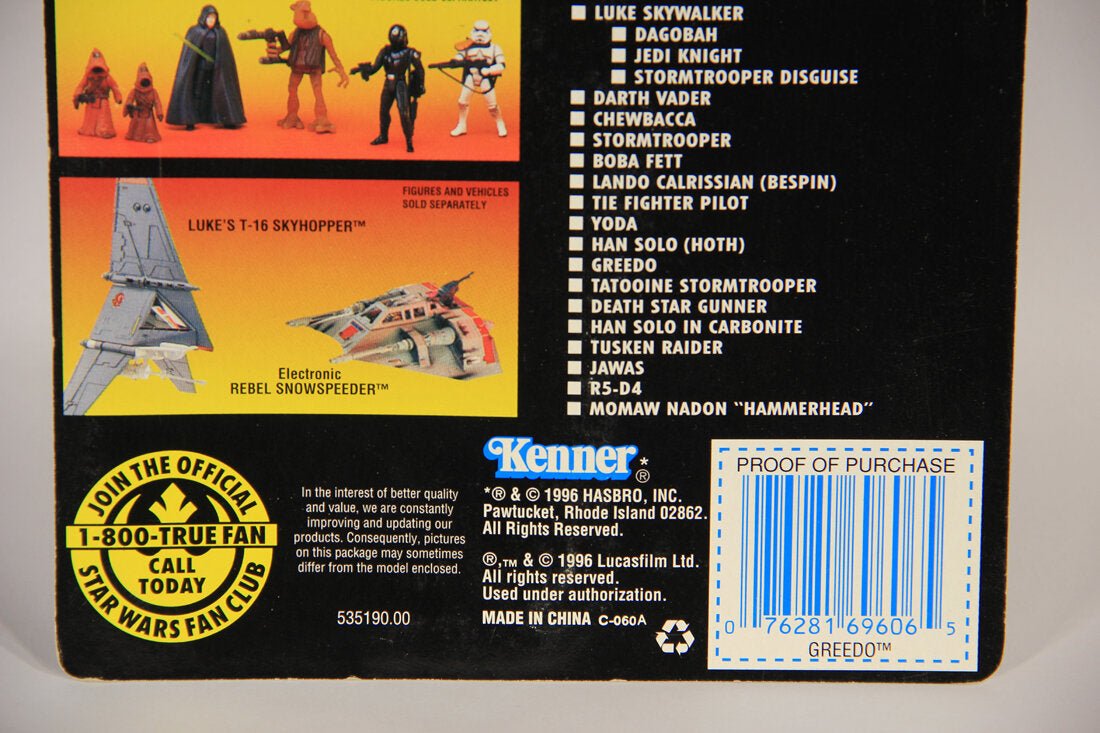 FIGURES AND VEHICLES
SOLD SEPARATELY
LUKE'S T-16 SKYHOPPER™
Electronic
REBEL SNOWSPEEDER™
LUKE SKYWALKER
DAGOBAH
JEDI KNIGHT
STORMTROOPER DISGUISE
DARTH VADER
CHEWBACCA
STORMTROOPER
BOBA FETT
LANDO CALRISSIAN (BESPIN)
TIE FIGHTER PILOT
YODA
HAN SOLO (HOTH)
GREEDO
TATOOINE STORMTROOPER
DEATH STAR GUNNER
HAN SOLO IN CARBONITE
TUSKEN RAIDER
JAWAS
R5-D4
MOMAW NADON "HAMMERHEAD"
JOIN THE OFFICIAL
1-800-TRUE FAN
CALL
TODAY
STAR WARS FAN CLUB
In the interest of better quality
and value, we are constantly
improving and updating our
products. Consequently, pictures
on this package may sometimes
differ from the model enclosed.
535190.00
Kenner*®
*® & © 1996 HASBRO, INC.
Pawtucket, Rhode Island 02862.
All Rights Reserved.
®,™ & © 1996 Lucasfilm Ltd.
All rights reserved.
Used under authorization.
MADE IN CHINA C-060A
PROOF OF PURCHASE
0 76281 69606 5
GREEDO™